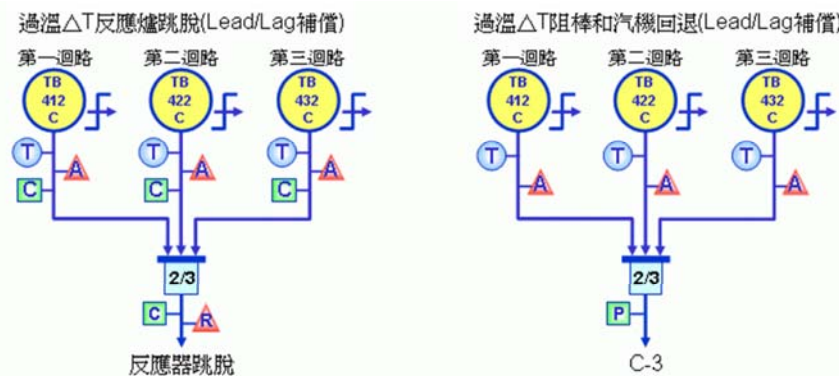 過溫△T反應爐跳脫(Lead/Lag補償)
第一迴路 第二迴路 第三迴路
TB 412 C
TB 422 C
TB 432 C
T T T
A A A
C C C
2/3
C R
反應器跳脫
過溫△T阻棒和汽機回退(Lead/Lag補償)
第一迴路 第二迴路 第三迴路
TB 412 C
TB 422 C
TB 432 C
T T T
A A A
2/3
P
C-3